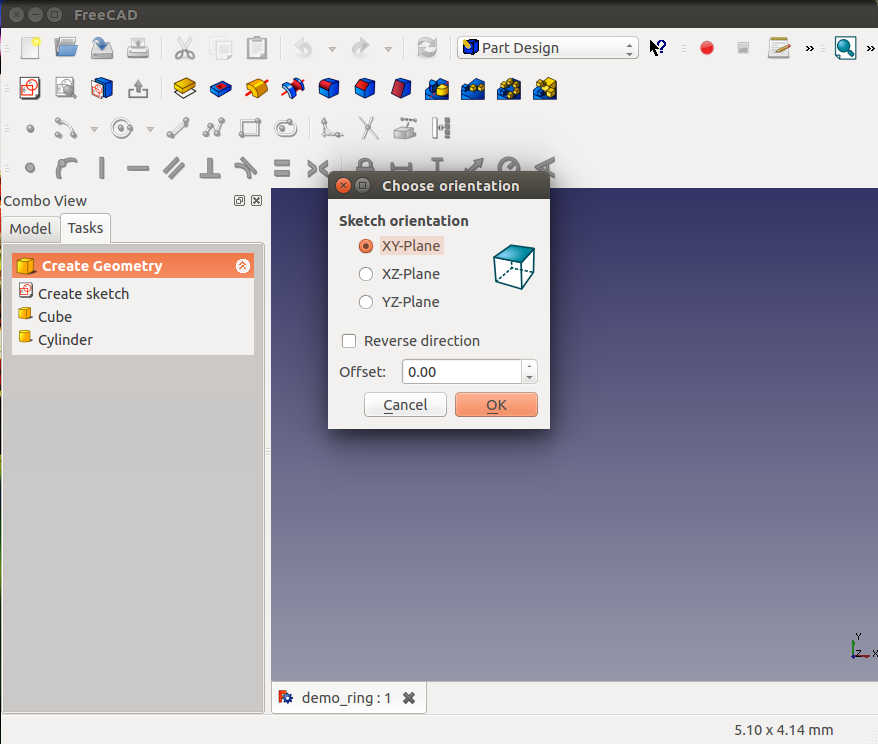 FreeCAD
Part Design
Combo View
Model Tasks
Create Geometry
Create sketch
Cube
Cylinder
Choose orientation
Sketch orientation
XY-Plane
XZ-Plane
YZ-Plane
Reverse direction
Offset: 0.00
Cancel OK
Y
Z X
demo_ring : 1
5.10 x 4.14 mm